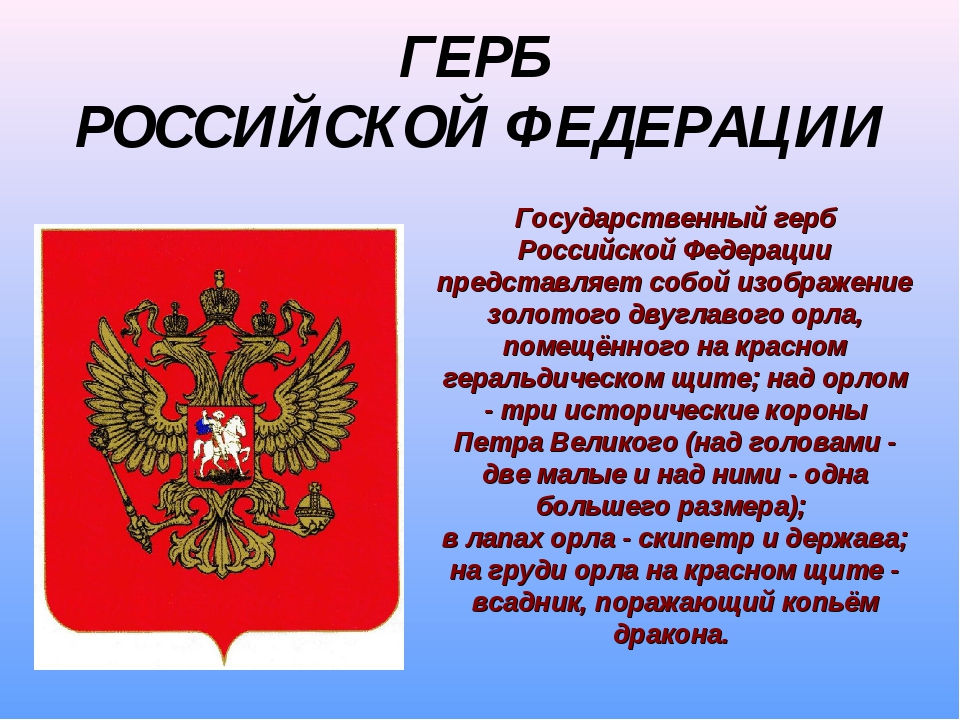 ГЕРБ
РОССИЙСКОЙ ФЕДЕРАЦИИ
Государственный герб
Российской Федерации
представляет собой изображение
золотого двуглавого орла,
помещённого на красном
геральдическом щите; над орлом
- три исторические короны
Петра Великого (над головами -
две малые и над ними - одна
большего размера);
в лапах орла - скипетр и держава;
на груди орла на красном щите -
всадник, поражающий копьём
дракона.